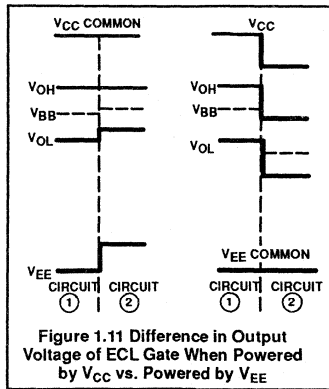 VCC COMMON
VOH
VBB
VOL
VEE
CIRCUIT CIRCUIT
1 2
VCC
VOH
VBB
VOL
VEE COMMON
CIRCUIT CIRCUIT
1 2
Figure 1.11 Difference in Output
Voltage of ECL Gate When Powered
by VCC vs. Powered by VEE